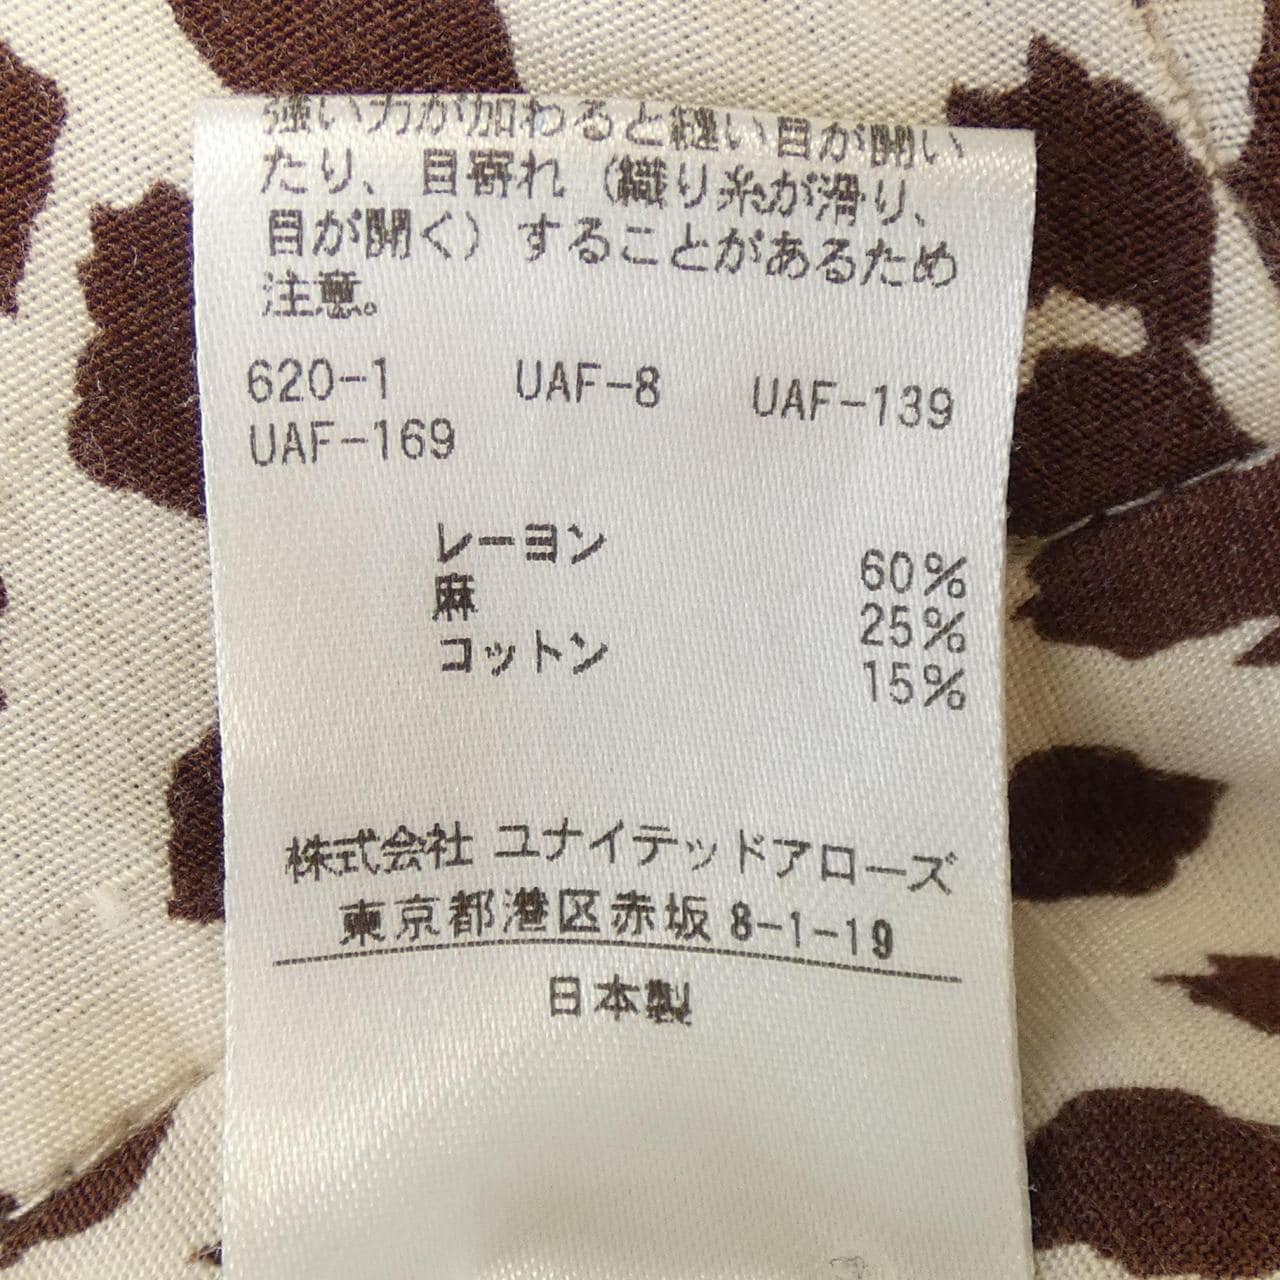 強い力が加わると縫い目が開い
たり、目寄れ（織り糸が滑り、
目が開く）することがあるため
注意。
620-1 UAF-8 UAF-139
UAF-169
レーヨン 60%
麻 25%
コットン 15%
株式会社 ユナイテッドアローズ
東京都港区赤坂 8-1-19
日本製